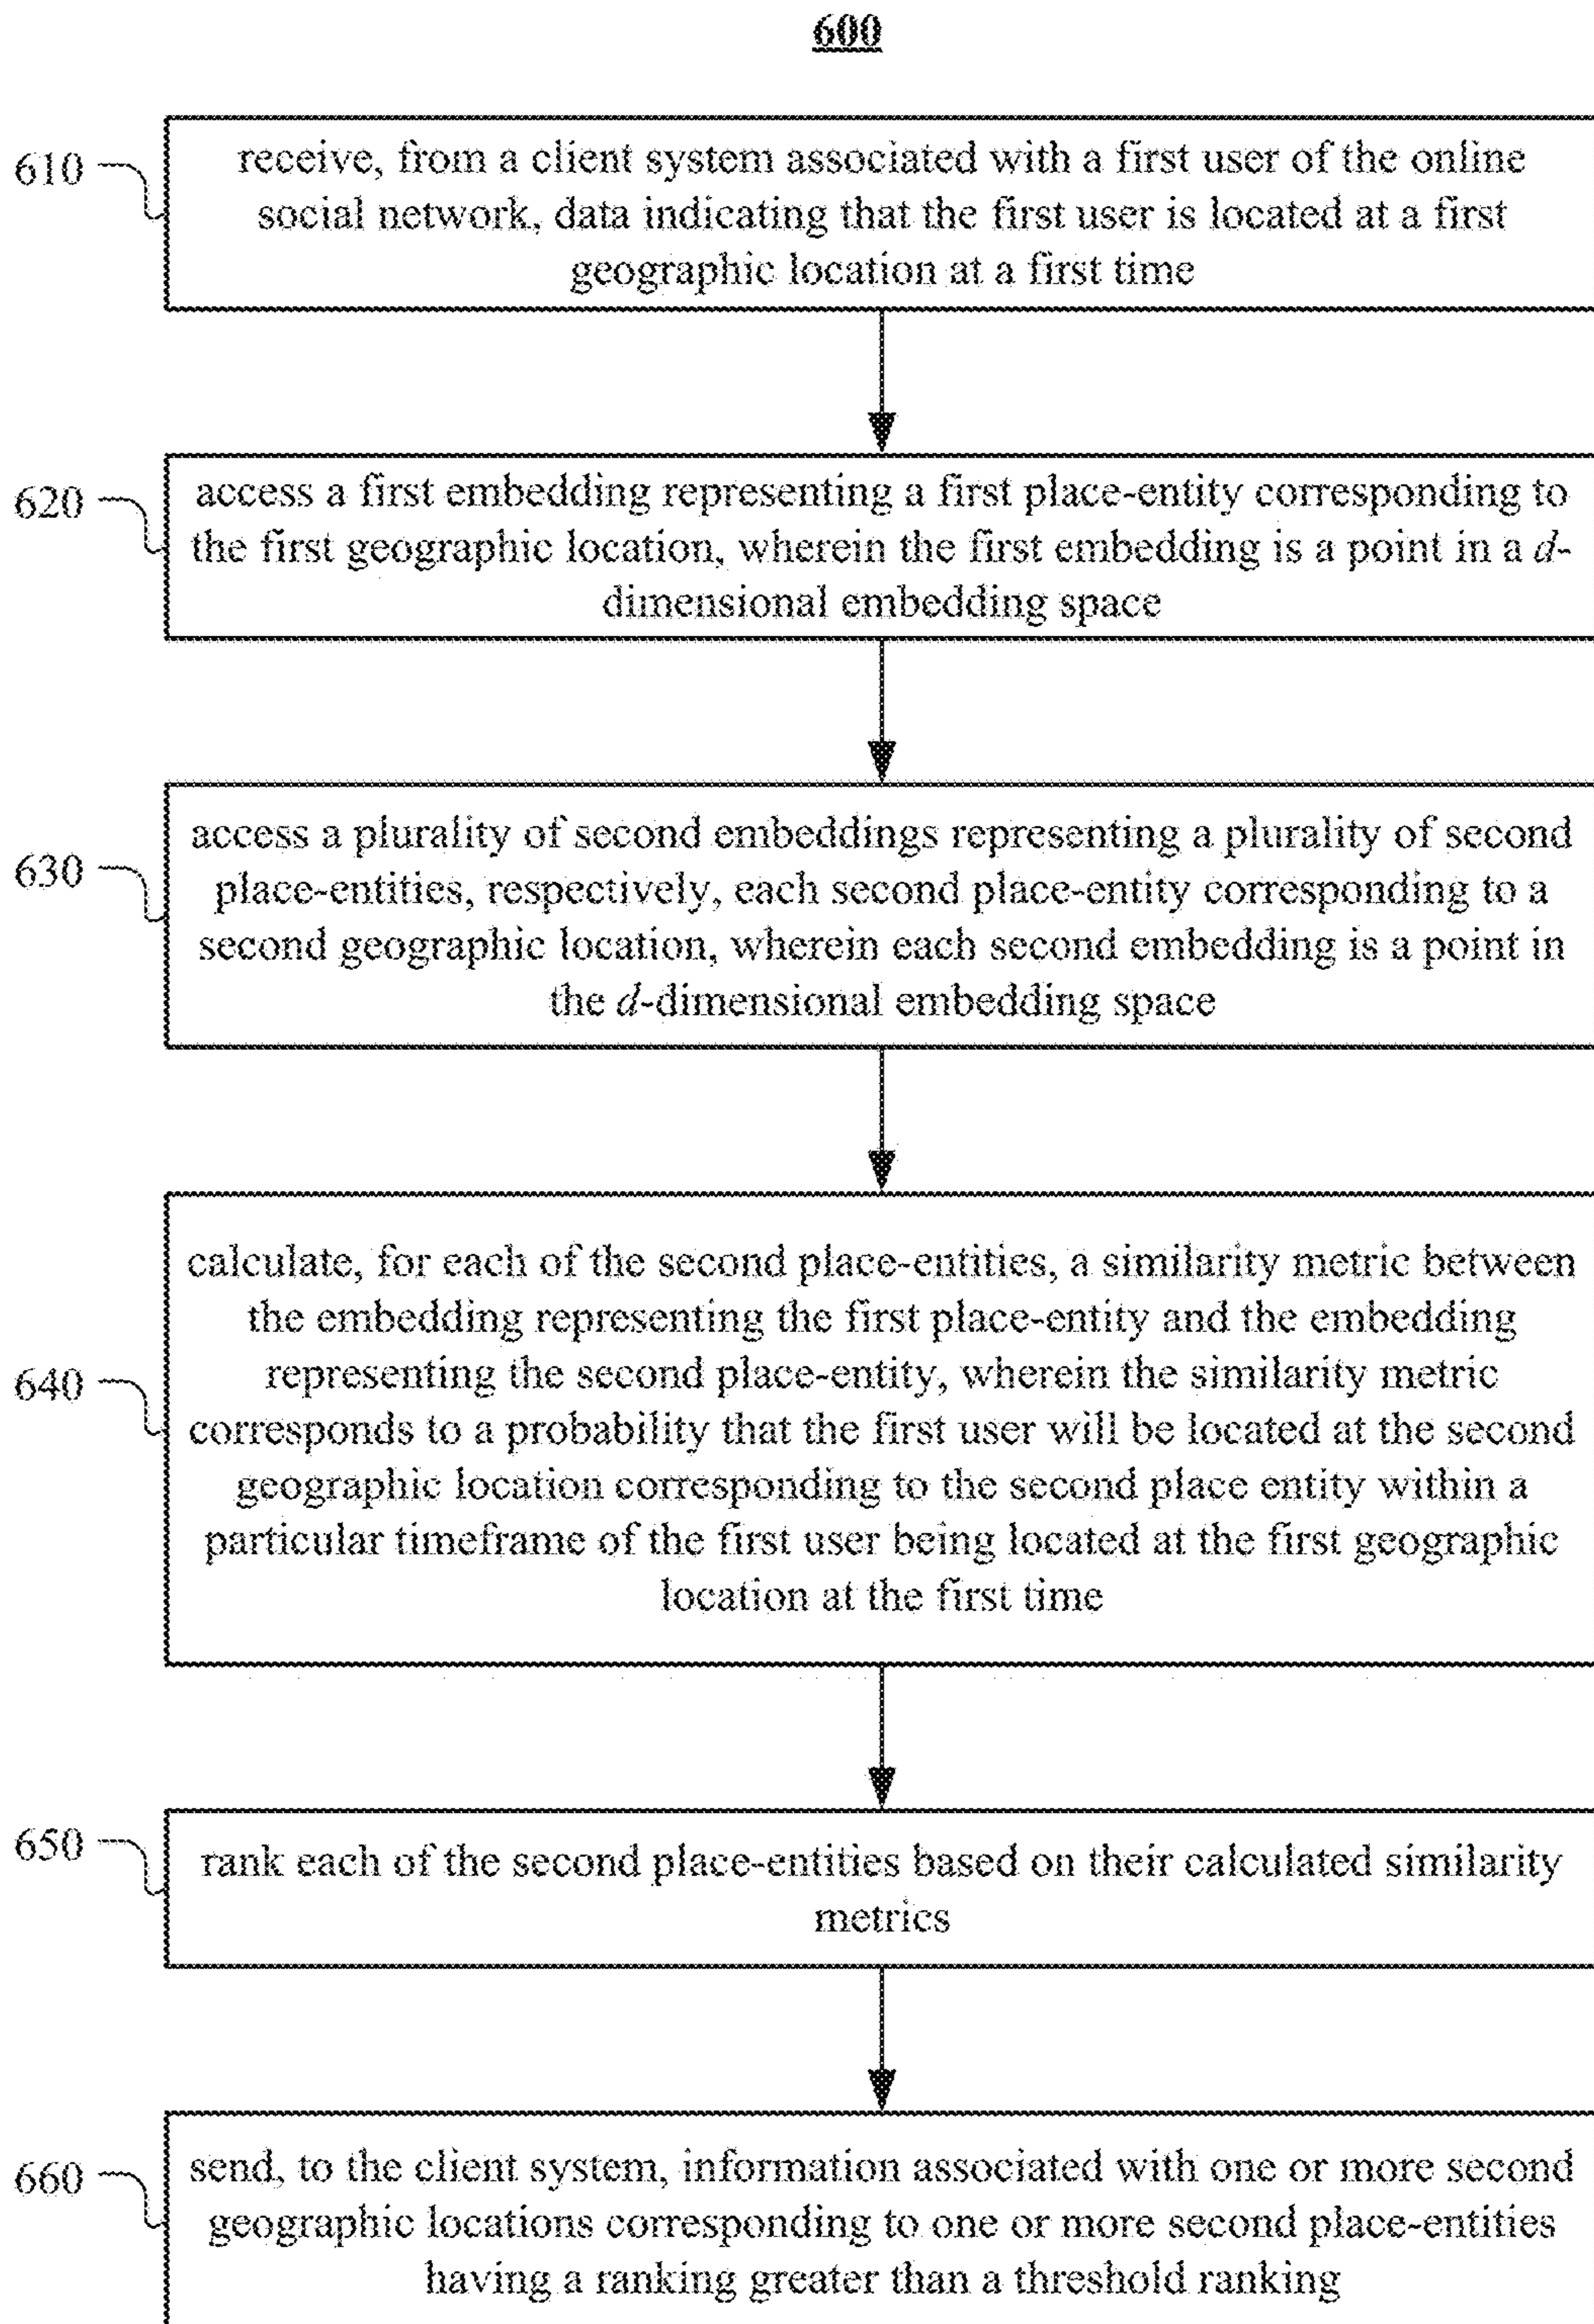 600
610
receive, from a client system associated with a first user of the online
social network, data indicating that the first user is located at a first
geographic location at a first time
620
access a first embedding representing a first place-entity corresponding to
the first geographic location, wherein the first embedding is a point in a d-
dimensional embedding space
630
access a plurality of second embeddings representing a plurality of second
place-entities, respectively, each second place-entity corresponding to a
second geographic location, wherein each second embedding is a point in
the d-dimensional embedding space
640
calculate, for each of the second place-entities, a similarity metric between
the embedding representing the first place-entity and the embedding
representing the second place-entity, wherein the similarity metric
corresponds to a probability that the first user will be located at the second
geographic location corresponding to the second place entity within a
particular timeframe of the first user being located at the first geographic
location at the first time
650
rank each of the second place-entities based on their calculated similarity
metrics
660
send, to the client system, information associated with one or more second
geographic locations corresponding to one or more second place-entities
having a ranking greater than a threshold ranking